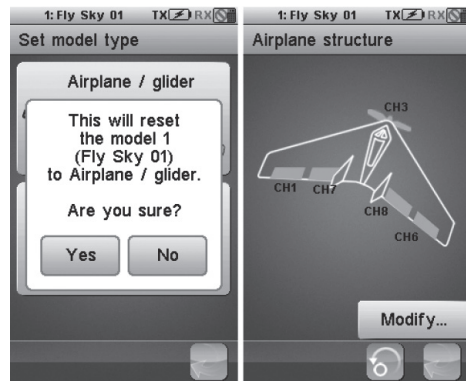 1: Fly Sky 01 TX RX
Set model type
Airplane / glider
This will reset
the model 1
(Fly Sky 01)
to Airplane / glider.
Are you sure?
Yes No
1: Fly Sky 01 TX RX
Airplane structure
CH3
CH1 CH7
CH8
CH6
Modify...